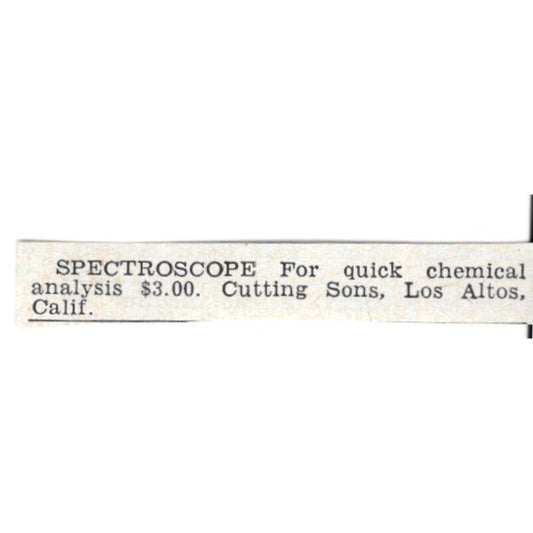 SPECTROSCOPE For quick chemical
analysis $3.00. Cutting Sons, Los Altos,
Calif.